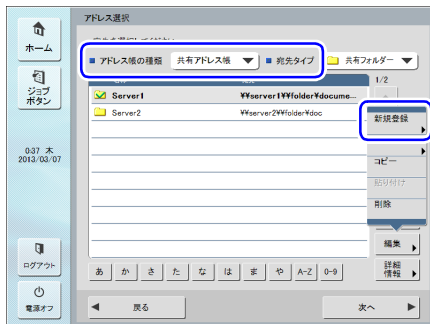 アドレス選択
ホーム
ジョブ
ボタン
0:37 木
2013/03/07
ログアウト
電源オフ
アドレス帳の種類
共有アドレス帳
宛先タイプ
共有フォルダー
1/2
Server1
¥¥server1¥¥folder¥docume...
Server2
¥¥server2¥¥folder¥doc
新規登録
コピー
貼り付け
削除
編集
詳細
情報
あ か さ た な は ま や A-Z 0-9
戻る
次へ